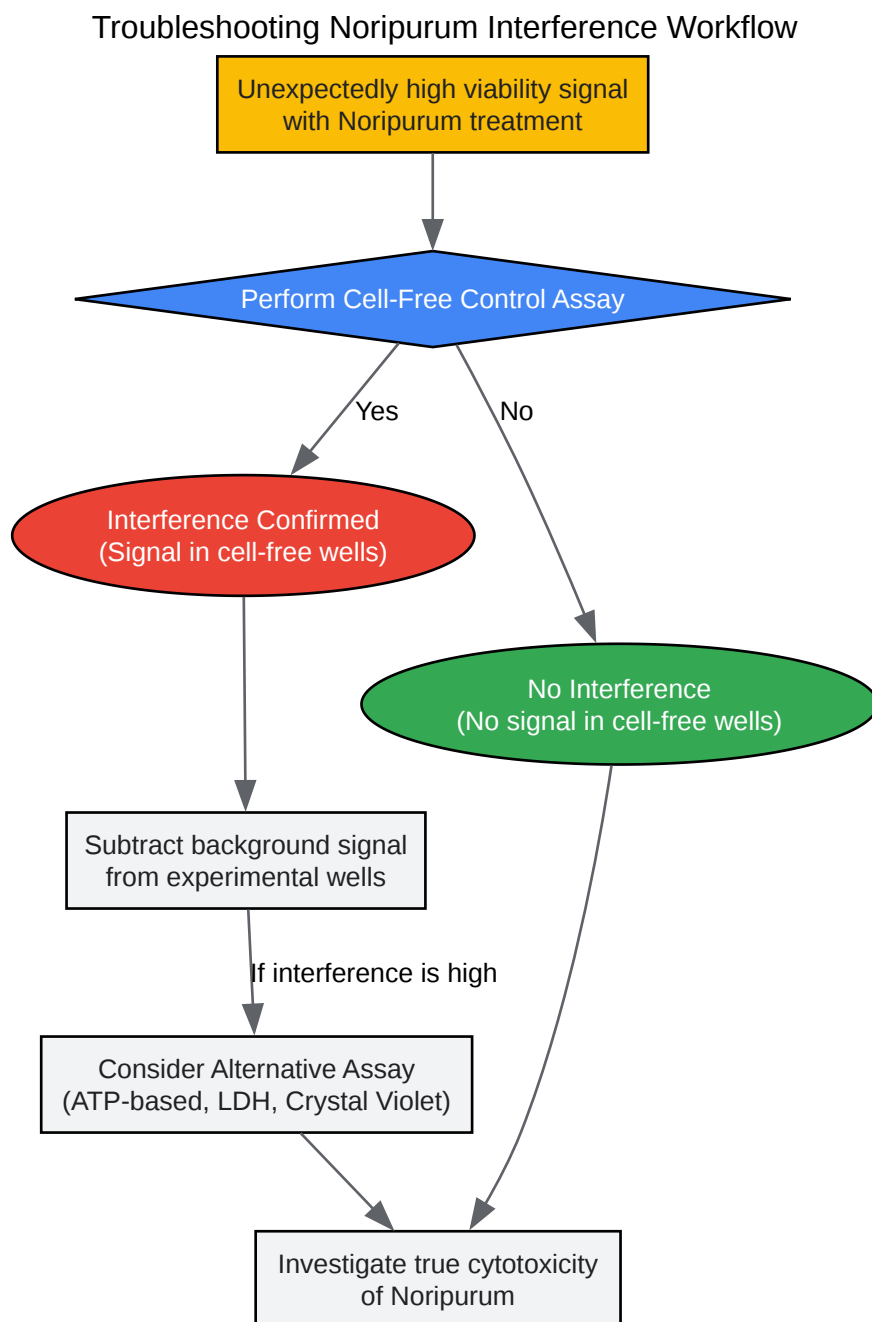 Troubleshooting Noripurum Interference Workflow
Unexpectedly high viability signal
with Noripurum treatment
Perform Cell-Free Control Assay
Yes
No
Interference Confirmed
(Signal in cell-free wells)
No Interference
(No signal in cell-free wells)
Subtract background signal
from experimental wells
If interference is high
Consider Alternative Assay
(ATP-based, LDH, Crystal Violet)
Investigate true cytotoxicity
of Noripurum